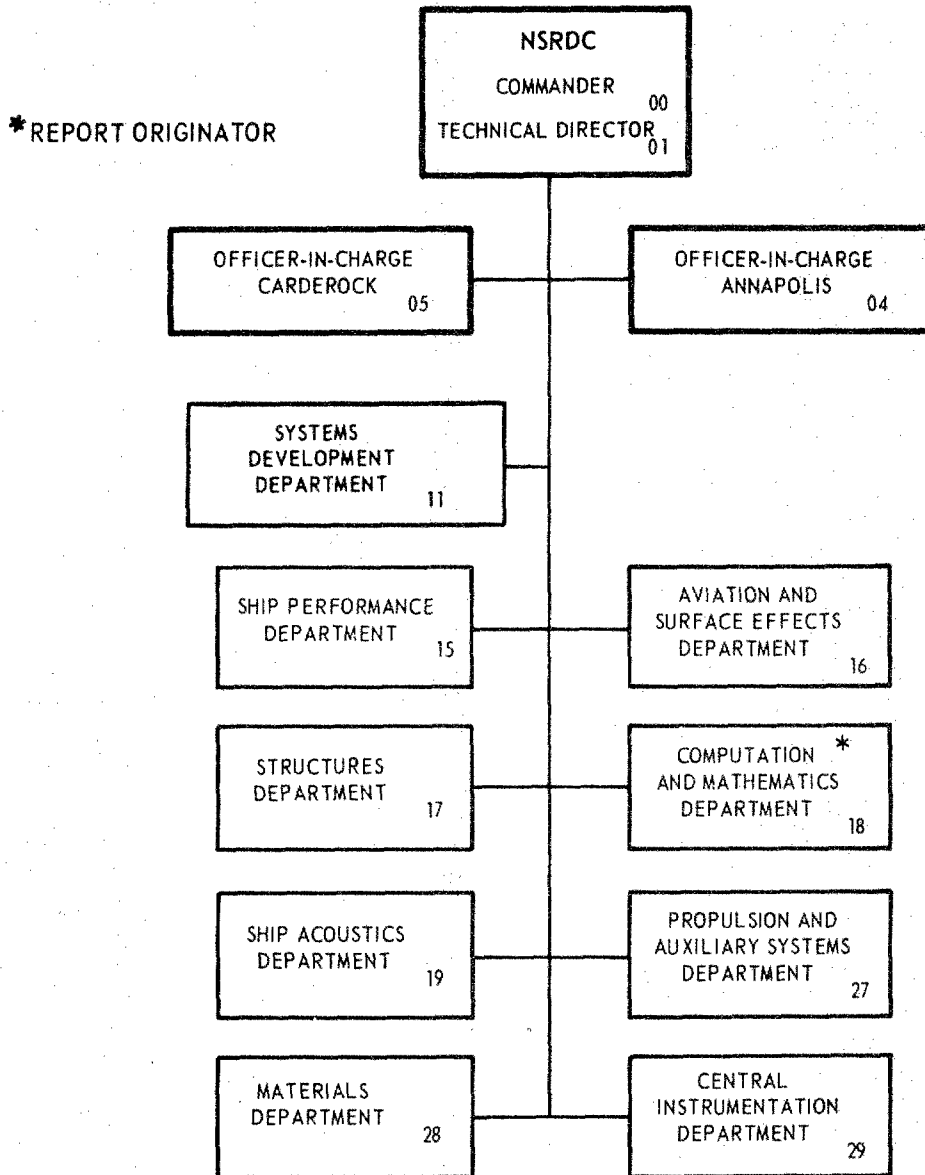 NSRDC
COMMANDER
00
TECHNICAL DIRECTOR
01
*REPORT ORIGINATOR
OFFICER-IN-CHARGE
CARDEROCK
05
OFFICER-IN-CHARGE
ANNAPOLIS
04
SYSTEMS
DEVELOPMENT
DEPARTMENT
11
SHIP PERFORMANCE
DEPARTMENT
15
AVIATION AND
SURFACE EFFECTS
DEPARTMENT
16
STRUCTURES
DEPARTMENT
17
COMPUTATION *
AND MATHEMATICS
DEPARTMENT
18
SHIP ACOUSTICS
DEPARTMENT
19
PROPULSION AND
AUXILIARY SYSTEMS
DEPARTMENT
27
MATERIALS
DEPARTMENT
28
CENTRAL
INSTRUMENTATION
DEPARTMENT
29